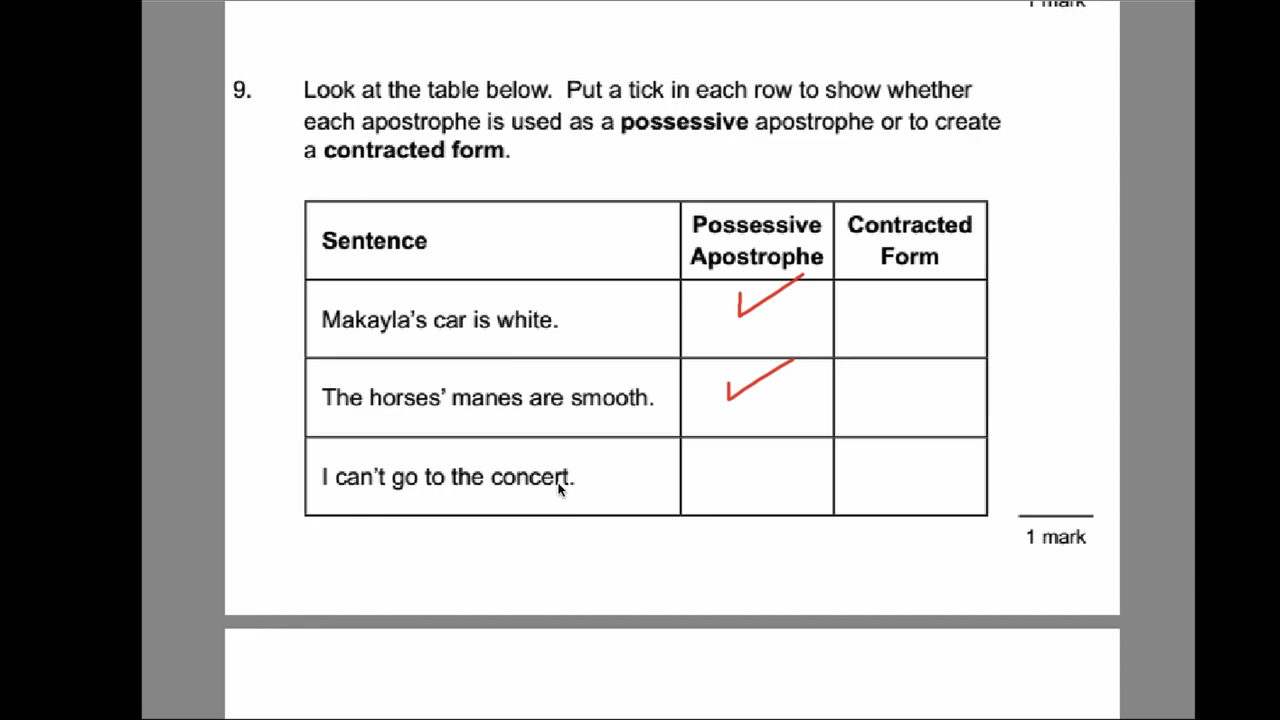 1 mark
9. Look at the table below. Put a tick in each row to show whether
each apostrophe is used as a possessive apostrophe or to create
a contracted form.
Sentence
Possessive
Apostrophe
Contracted
Form
Makayla’s car is white.
The horses’ manes are smooth.
I can’t go to the concert.
1 mark